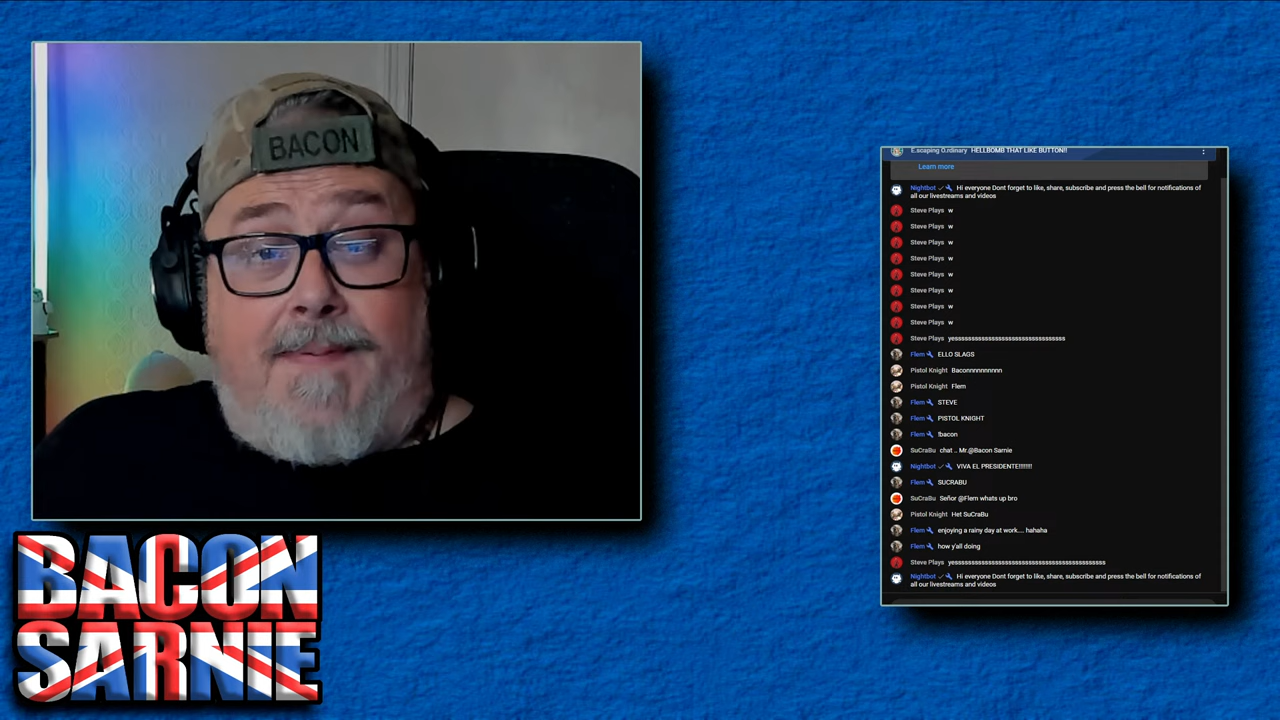 BACON
BACON
SARNIE
E.scaping O.rdinary HELLBOMB THAT LIKE BUTTON!!
Learn more
Nightbot Hi everyone Dont forget to like, share, subscribe and press the bell for notifications of
all our livestreams and videos
Steve Plays w
Steve Plays w
Steve Plays w
Steve Plays w
Steve Plays w
Steve Plays w
Steve Plays w
Steve Plays w
Steve Plays yesssssssssssssssssssssssssssssssssss
Flem ELLO SLAGS
Pistol Knight Baconnnnnnnnnn
Pistol Knight Flem
Flem STEVE
Flem PISTOL KNIGHT
Flem !bacon
SuCraBu chat .. Mr.@Bacon Sarnie
Nightbot VIVA EL PRESIDENTE!!!!!!!!
Flem SUCRABU
SuCraBu Señor @Flem whats up bro
Pistol Knight Het SuCraBu
Flem enjoying a rainy day at work.... hahaha
Flem how y'all doing
Steve Plays yesssssssssssssssssssssssssssssssssssssssssssssss
Nightbot Hi everyone Dont forget to like, share, subscribe and press the bell for notifications of
all our livestreams and videos